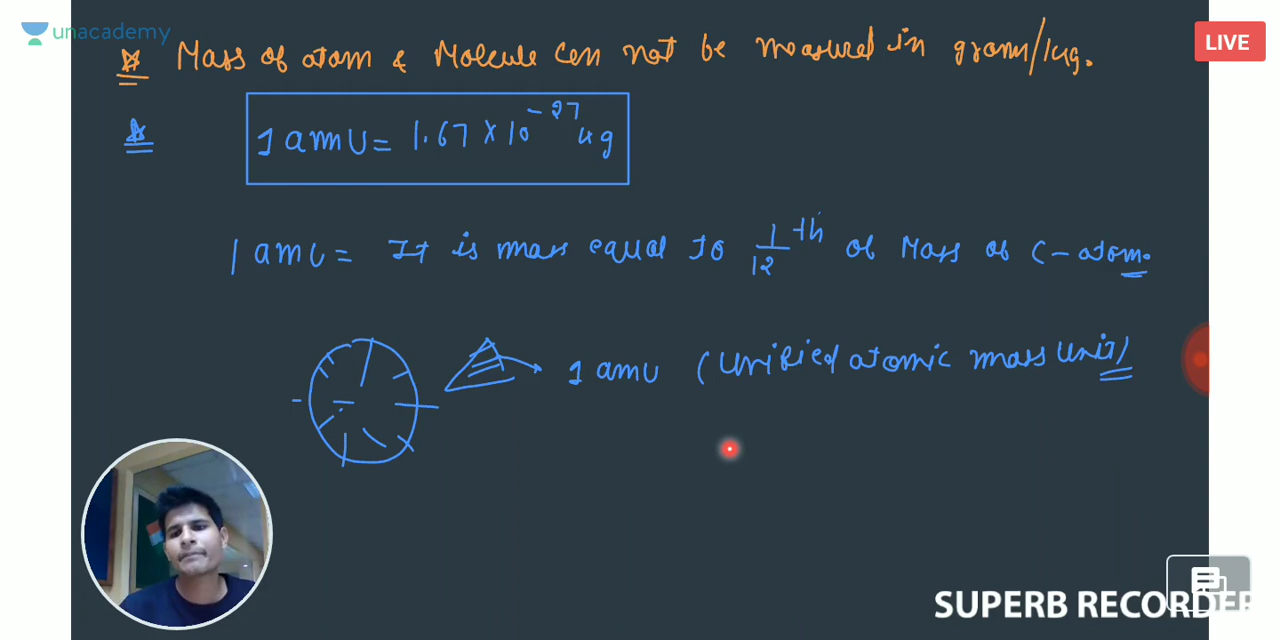 unacademy
LIVE
Mass of atom & Molecule Can not be measured in gram/kg.
1 amu = 1.67 × 10⁻²⁷ kg
1 amu = It is mass equal to 1/12 th of Mass of C-atom.
1 amu (Unified atomic mass Unit)
SUPERB RECORDER